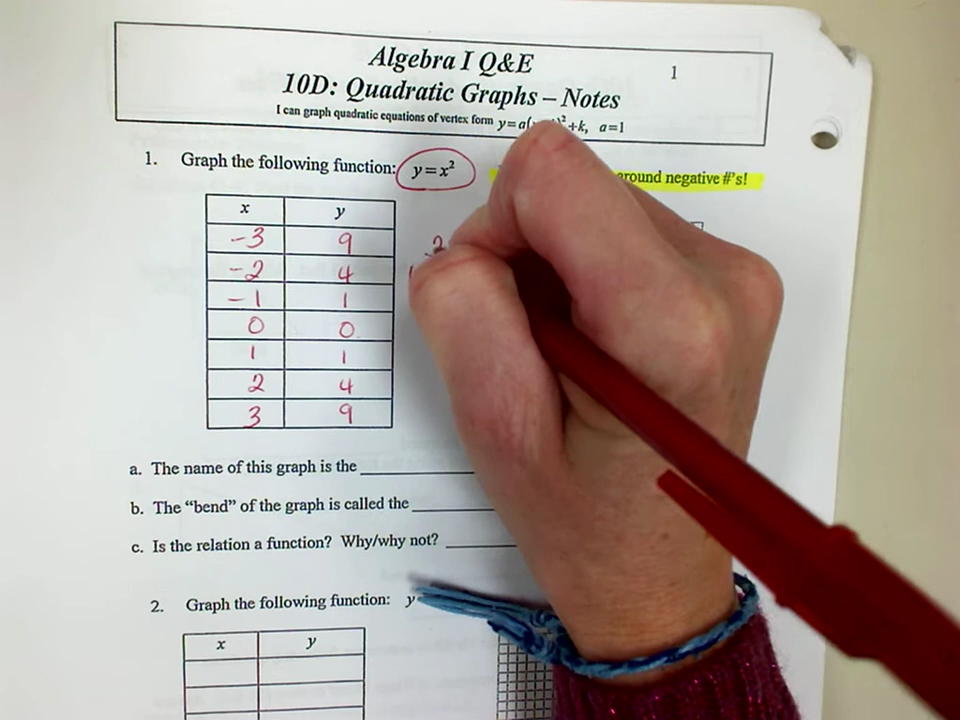 Algebra I Q&E
1
10D: Quadratic Graphs – Notes
I can graph quadratic equations of vertex form y=a( )²+k, a=1
1. Graph the following function: y=x²
around negative #'s!
x y
-3 9
-2 4
-1 1
0 0
1 1
2 4
3 9
2
a. The name of this graph is the
b. The "bend" of the graph is called the
c. Is the relation a function? Why/why not?
2. Graph the following function: y
x y